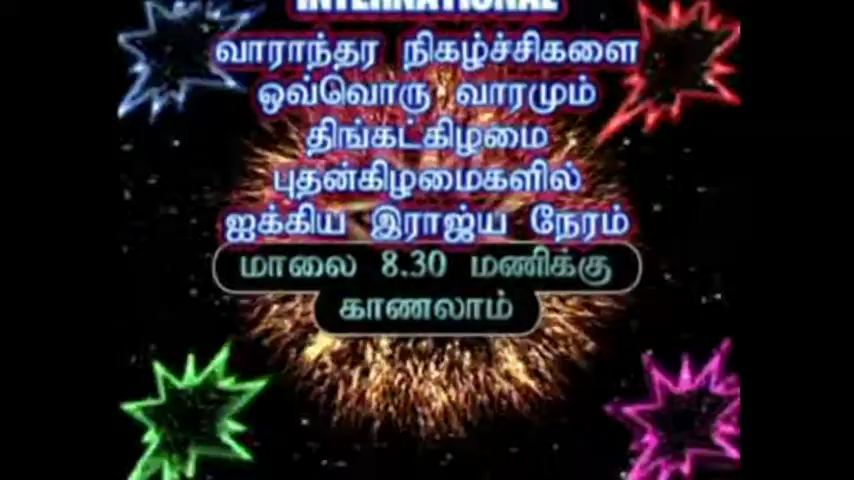 INTERNATIONAL
வாராந்தர நிகழ்ச்சிகளை
ஒவ்வொரு வாரமும்
திங்கட்கிழமை
புதன்கிழமைகளில்
ஐக்கிய இராஜ்ய நேரம்
மாலை 8.30 மணிக்கு
காணலாம்